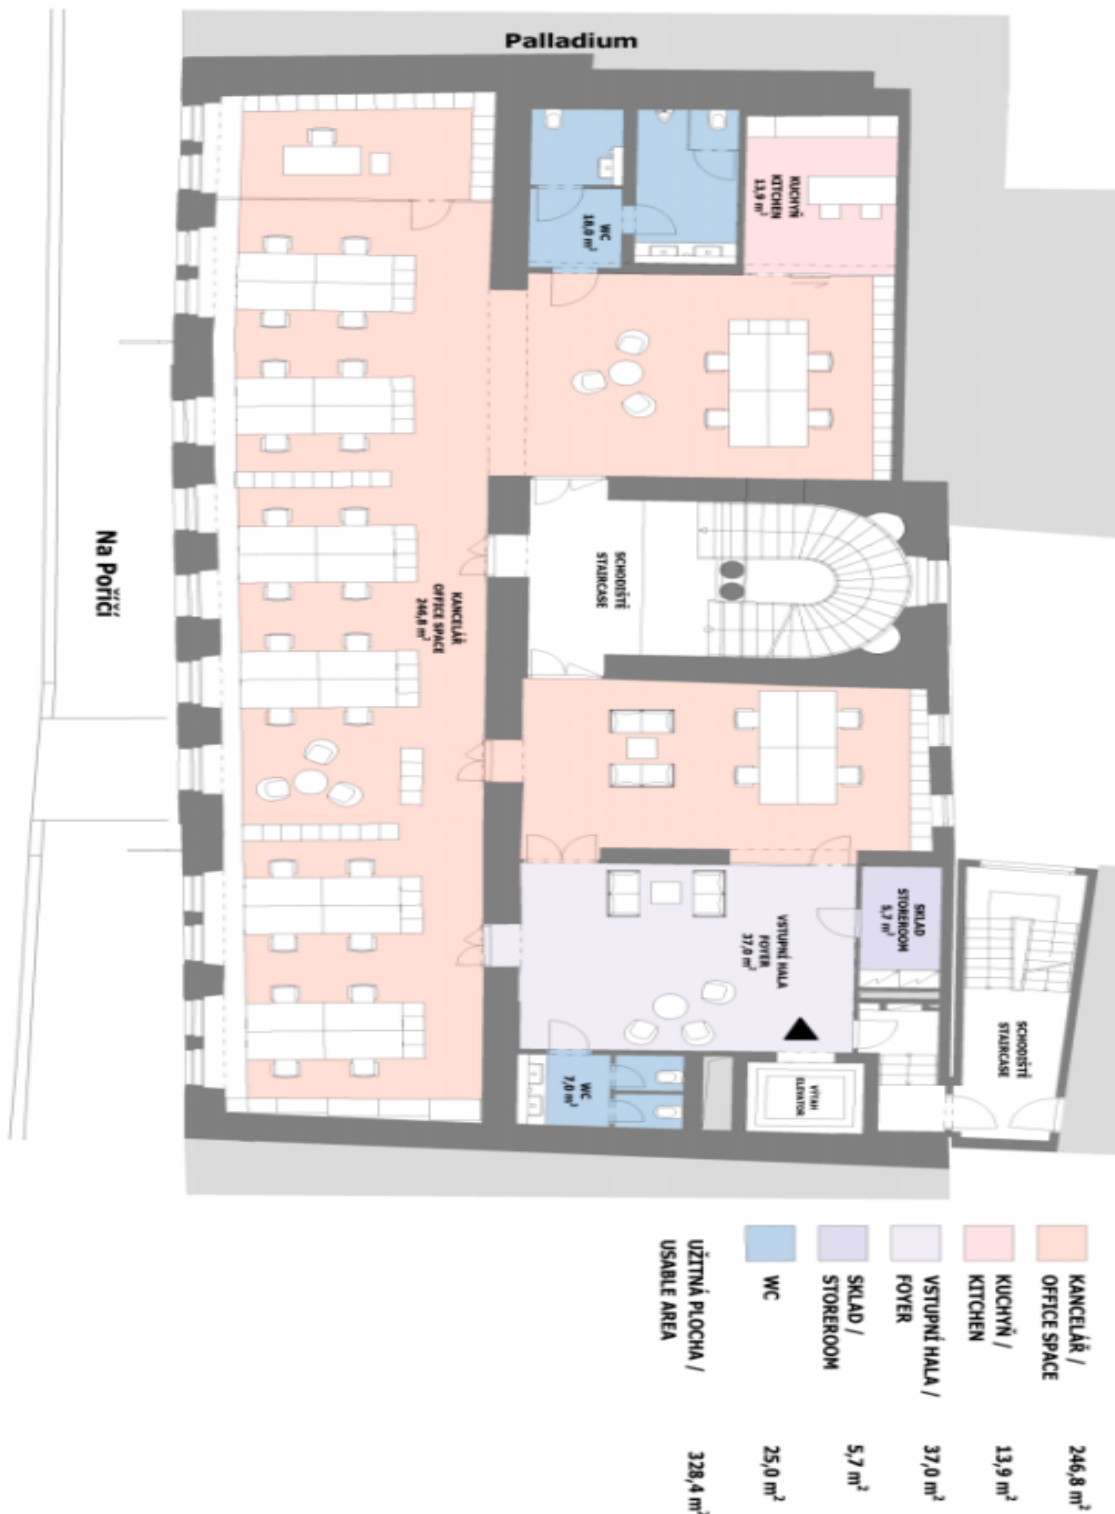 Palladium
Na Poříčí
KUCHYŇ
KITCHEN
13,9 m²
WC
18,0 m²
SCHODIŠTĚ
STAIRCASE
KANCELÁŘ
OFFICE SPACE
246,8 m²
VSTUPNÍ HALA
FOYER
37,0 m²
SKLAD
STOREROOM
5,7 m²
SCHODIŠTĚ
STAIRCASE
WC
7,0 m²
VÝTAH
ELEVATOR
KANCELÁŘ /
OFFICE SPACE
246,8 m²
KUCHYŇ /
KITCHEN
13,9 m²
VSTUPNÍ HALA /
FOYER
37,0 m²
SKLAD /
STOREROOM
5,7 m²
WC
25,0 m²
UŽITNÁ PLOCHA /
USABLE AREA
328,4 m²